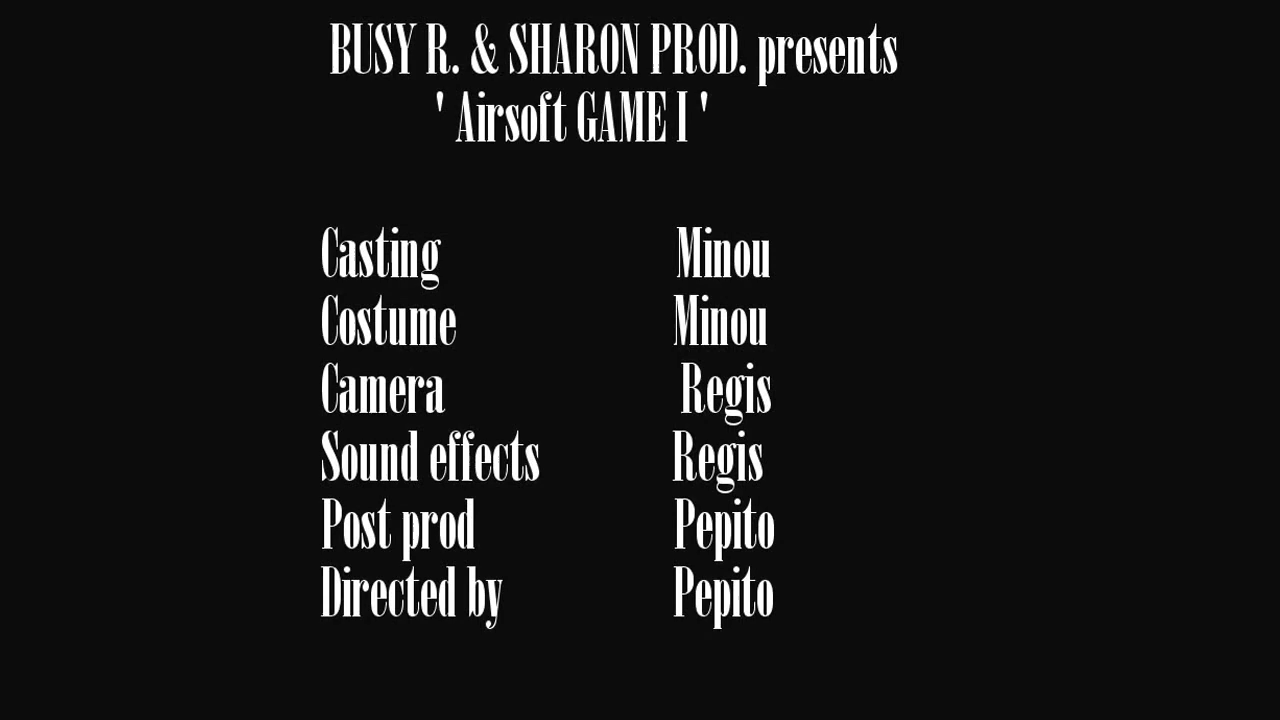 BUSY R. & SHARON PROD. presents
' Airsoft GAME I '
Casting Minou
Costume Minou
Camera Regis
Sound effects Regis
Post prod Pepito
Directed by Pepito